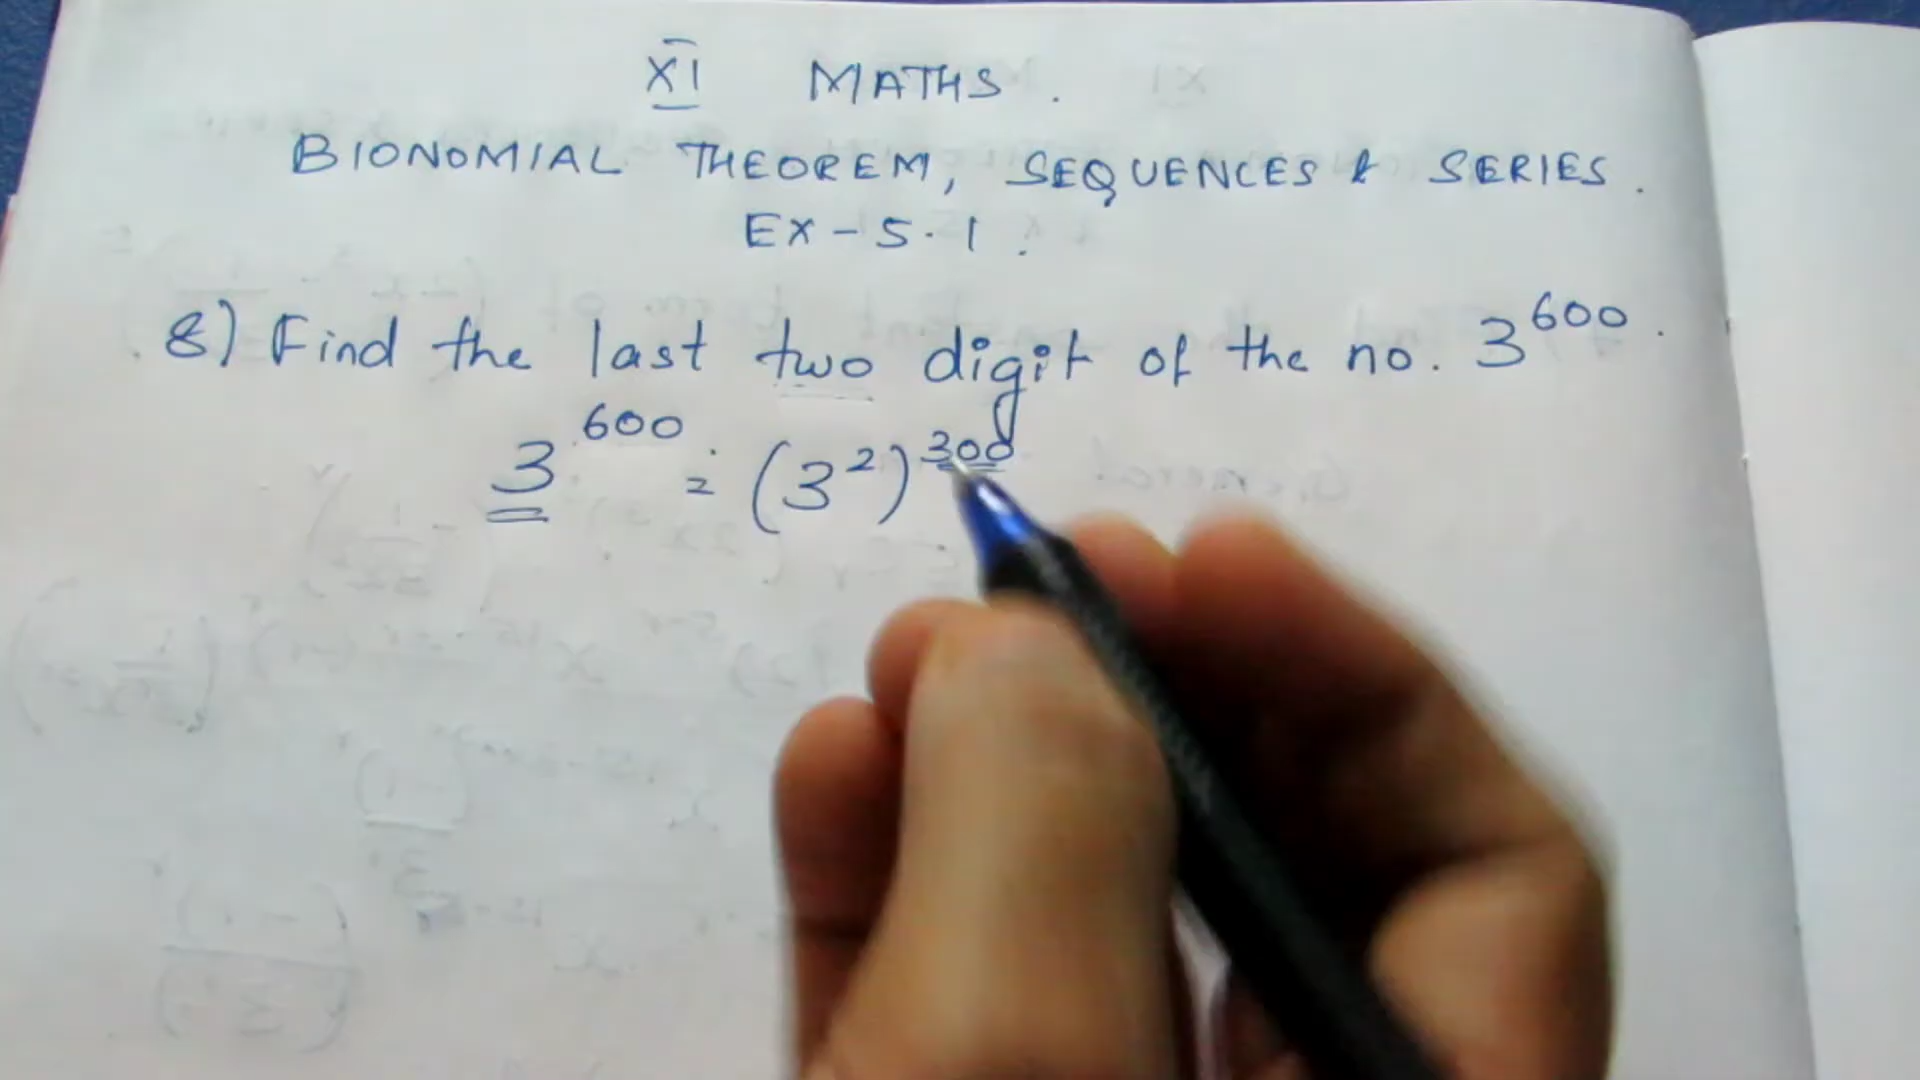 XI MATHS.
BIONOMIAL THEOREM, SEQUENCES & SERIES.
EX-5.1.
8) Find the last two digit of the no. 3^600.
3^600 = (3^2)^300